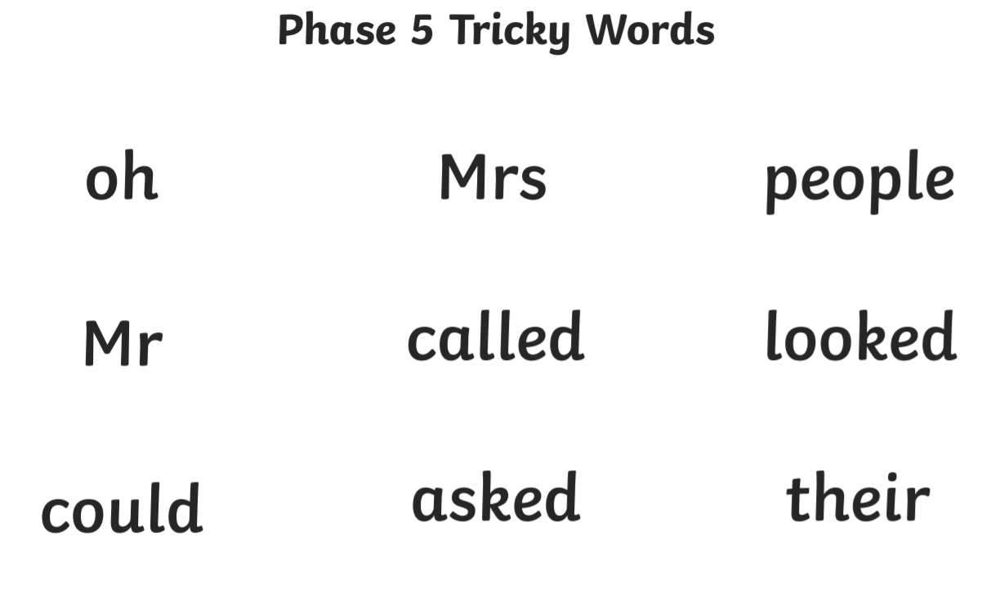 Phase 5 Tricky Words
oh Mrs people
Mr called looked
could asked their